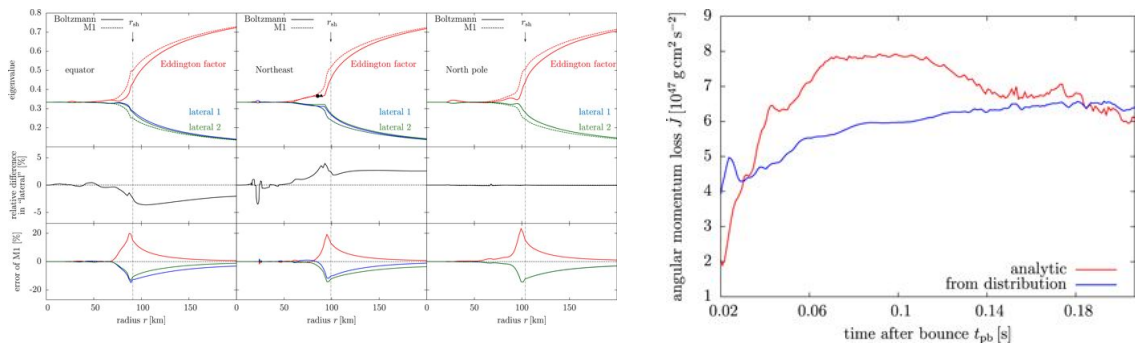 Boltzmann r_sh
M1
Boltzmann r_sh
M1
Boltzmann r_sh
M1
eigenvalue
0.8
0.7
0.6
0.5
0.4
0.3
0.2
equator
Eddington factor
lateral 1
lateral 2
Northeast
Eddington factor
lateral 1
lateral 2
North pole
Eddington factor
lateral 1
lateral 2
relative difference
in "lateral" [%]
5
0
-5
error of M1 [%]
20
0
-20
0 50 100 150 200
0 50 100 150 200
0 50 100 150
radius r [km]
radius r [km]
radius r [km]
angular momentum loss J̇ [10⁴⁷ g cm² s⁻²]
9
8
7
6
5
4
3
2
1
analytic
from distribution
0.02 0.06 0.1 0.14 0.18
time after bounce t_pb [s]